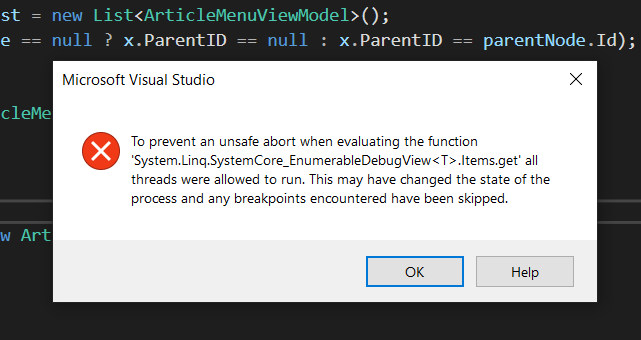 st = new List<ArticleMenuViewModel>();
e == null ? x.ParentID == null : x.ParentID == parentNode.Id);
Microsoft Visual Studio
cleMe
To prevent an unsafe abort when evaluating the function
'System.Linq.SystemCore_EnumerableDebugView<T>.Items.get' all
threads were allowed to run. This may have changed the state of the
process and any breakpoints encountered have been skipped.
w Art
OK Help